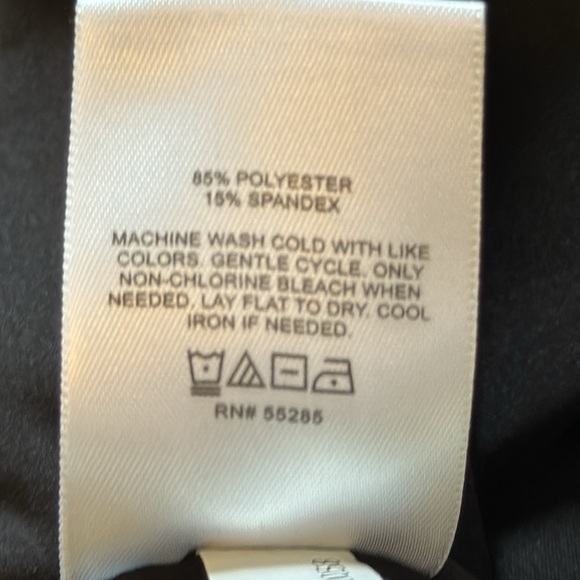 85% POLYESTER
15% SPANDEX
MACHINE WASH COLD WITH LIKE
COLORS. GENTLE CYCLE. ONLY
NON-CHLORINE BLEACH WHEN
NEEDED. LAY FLAT TO DRY. COOL
IRON IF NEEDED.
RN# 55285